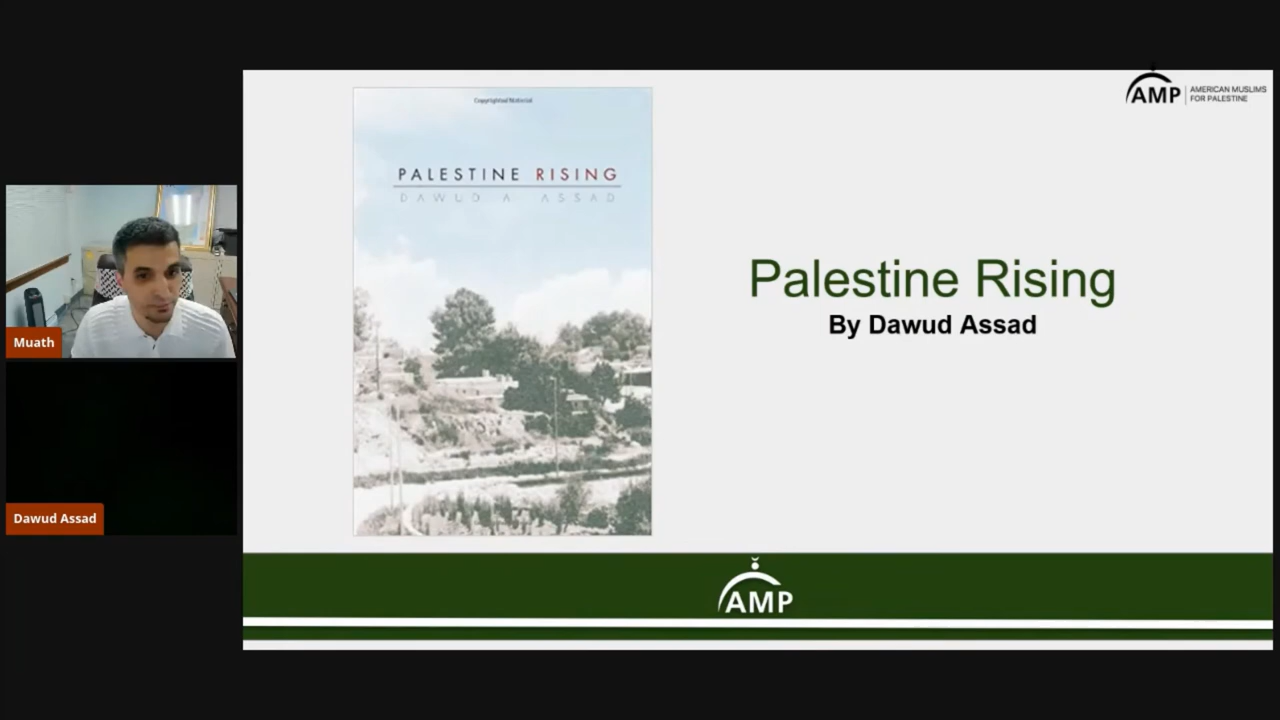 AMP
AMERICAN MUSLIMS
FOR PALESTINE
Copyrighted Material
PALESTINE RISING
DAWUD A ASSAD
Palestine Rising
By Dawud Assad
Muath
Dawud Assad
AMP